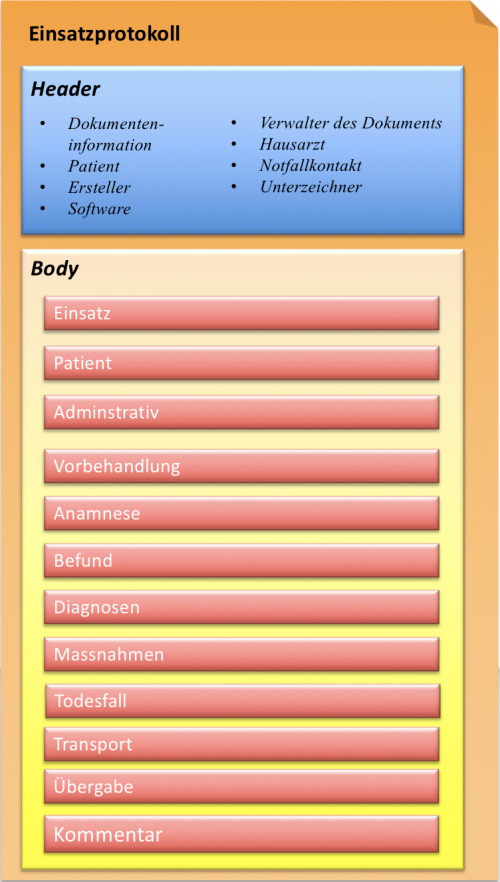 Einsatzprotokoll
Header
• Dokumenten-
information
• Patient
• Ersteller
• Software
• Verwalter des Dokuments
• Hausarzt
• Notfallkontakt
• Unterzeichner
Body
Einsatz
Patient
Adminstrativ
Vorbehandlung
Anamnese
Befund
Diagnosen
Massnahmen
Todesfall
Transport
Übergabe
Kommentar